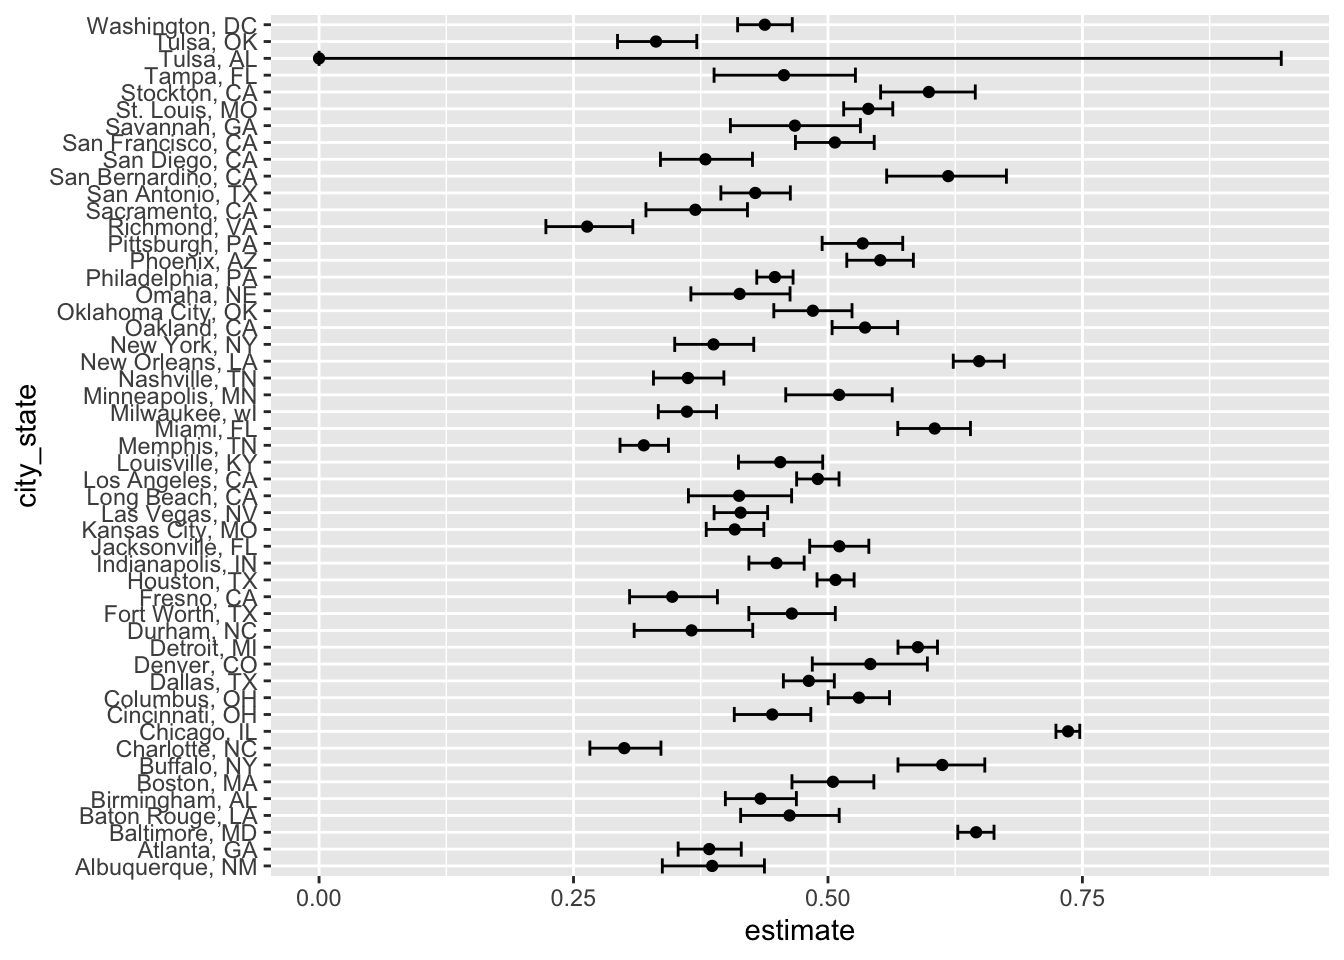 Washington, DC
Tulsa, OK
Tulsa, AL
Tampa, FL
Stockton, CA
St. Louis, MO
Savannah, GA
San Francisco, CA
San Diego, CA
San Bernardino, CA
San Antonio, TX
Sacramento, CA
Richmond, VA
Pittsburgh, PA
Phoenix, AZ
Philadelphia, PA
Omaha, NE
Oklahoma City, OK
Oakland, CA
New York, NY
New Orleans, LA
Nashville, TN
Minneapolis, MN
Milwaukee, wI
Miami, FL
Memphis, TN
Louisville, KY
Los Angeles, CA
Long Beach, CA
Las Vegas, NV
Kansas City, MO
Jacksonville, FL
Indianapolis, IN
Houston, TX
Fresno, CA
Fort Worth, TX
Durham, NC
Detroit, MI
Denver, CO
Dallas, TX
Columbus, OH
Cincinnati, OH
Chicago, IL
Charlotte, NC
Buffalo, NY
Boston, MA
Birmingham, AL
Baton Rouge, LA
Baltimore, MD
Atlanta, GA
Albuquerque, NM
city_state
0.00
0.25
0.50
0.75
estimate